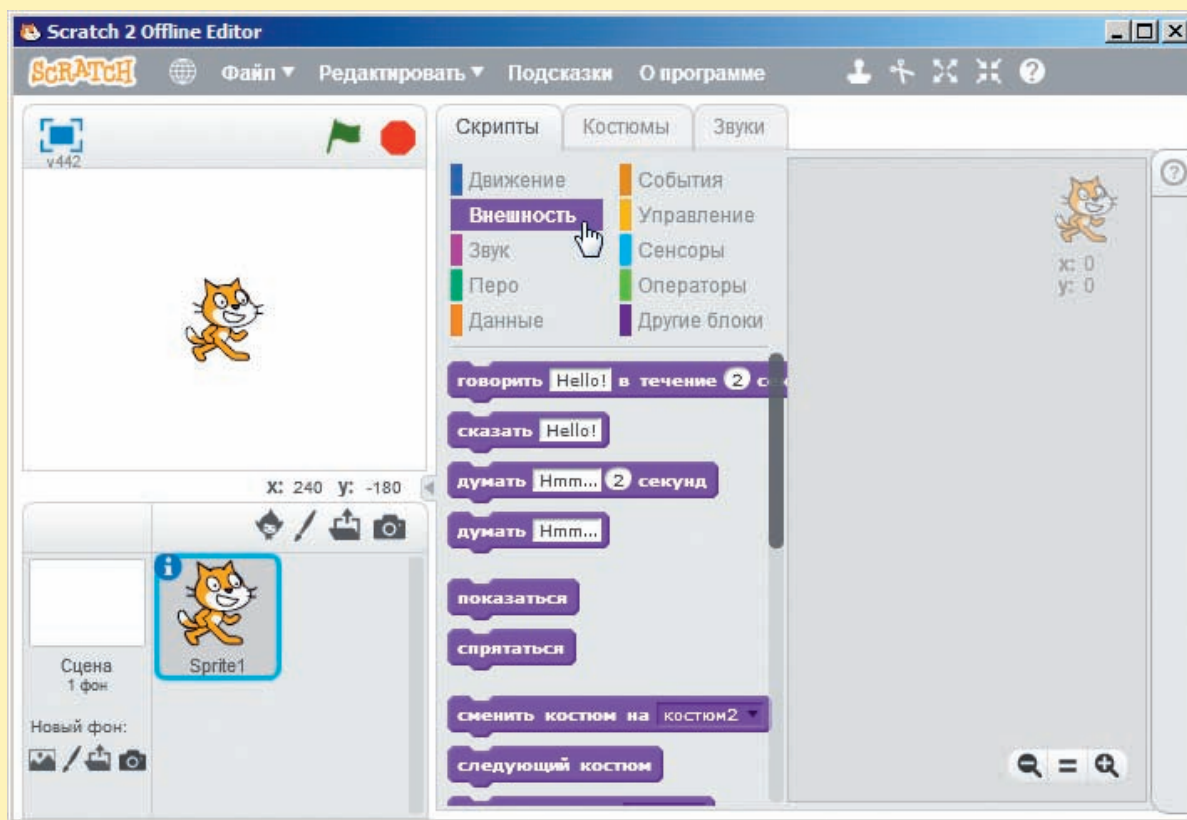 Scratch 2 Offline Editor
SCRATCH Файл Редактировать Подсказки О программе
v442
Скрипты Костюмы Звуки
Движение События
Внешность Управление
Звук Сенсоры
Перо Операторы
Данные Другие блоки
x: 0
y: 0
говорить Hello! в течение 2
сказать Hello!
думать Hmm... 2 секунд
думать Hmm...
показаться
спрятаться
сменить костюм на костюм2
следующий костюм
x: 240 y: -180
Sprite1
Сцена
1 фон
Новый фон: